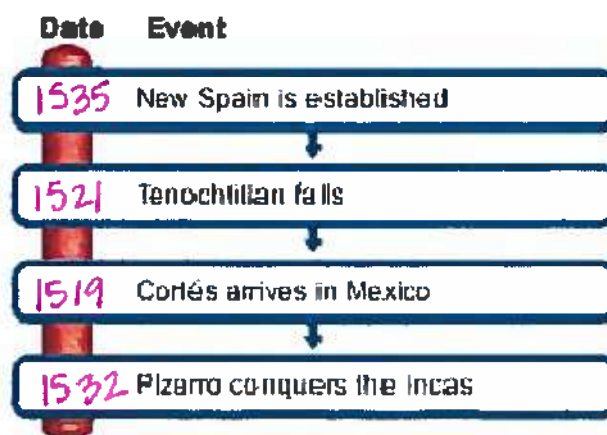 Date Event
1535 New Spain is established
1521 Tenochtitlan falls
1519 Cortés arrives in Mexico
1532 Pizarro conquers the Incas